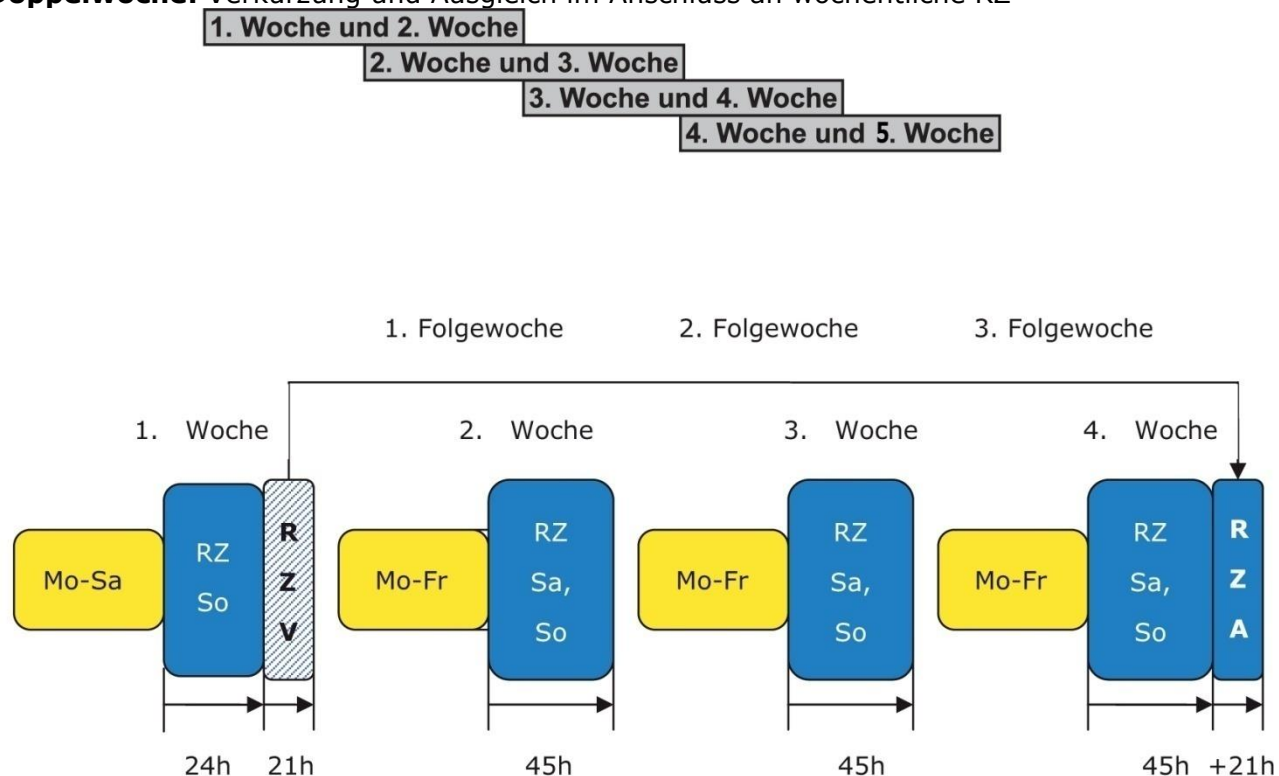 Doppelwoche: Verkürzung und Ausgleich im Anschluss an wöchentliche RZ
1. Woche und 2. Woche
2. Woche und 3. Woche
3. Woche und 4. Woche
4. Woche und 5. Woche
1. Folgewoche 2. Folgewoche 3. Folgewoche
1. Woche 2. Woche 3. Woche 4. Woche
Mo-Sa
RZ
So
R
Z
V
Mo-Fr
RZ
Sa,
So
Mo-Fr
RZ
Sa,
So
Mo-Fr
RZ
Sa,
So
R
Z
A
24h 21h 45h 45h 45h +21h